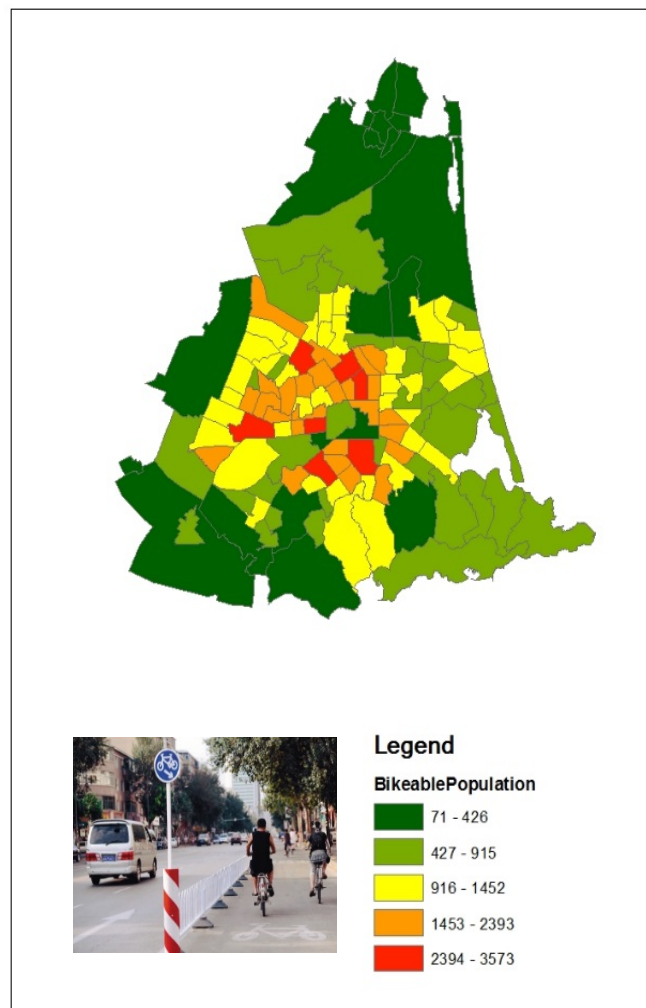 Legend
BikeablePopulation
71 - 426
427 - 915
916 - 1452
1453 - 2393
2394 - 3573